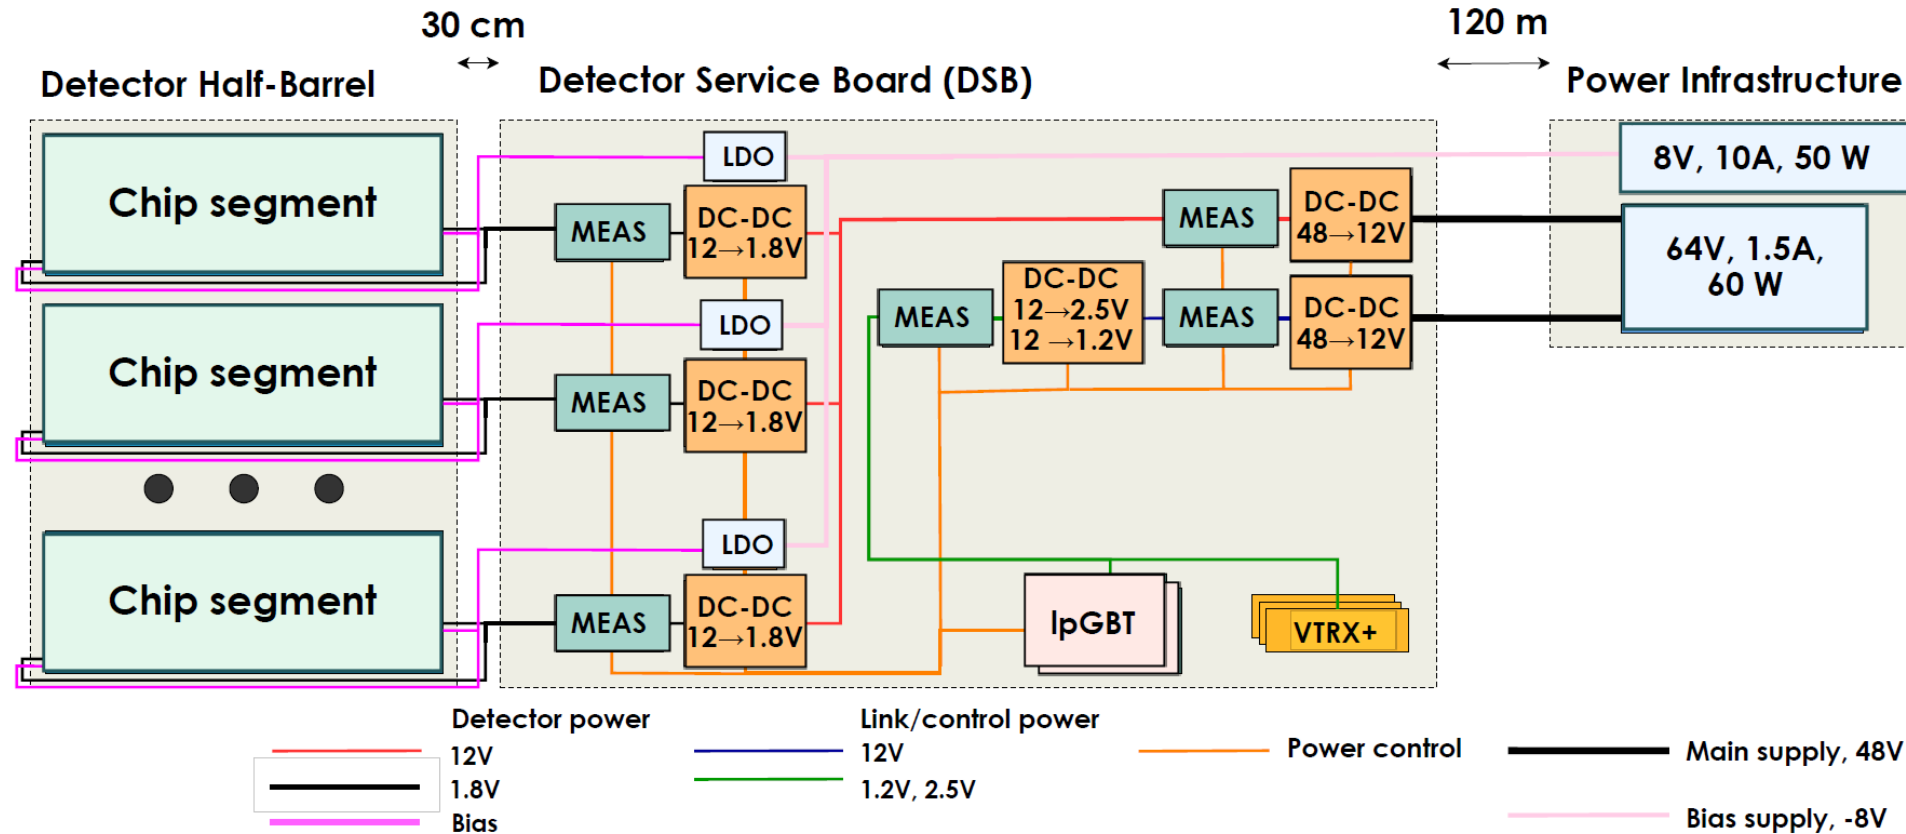 30 cm
120 m
Detector Half-Barrel
Detector Service Board (DSB)
Power Infrastructure
Chip segment
LDO
MEAS
DC-DC
12→1.8V
MEAS
DC-DC
48→12V
8V, 10A, 50 W
64V, 1.5A,
60 W
Chip segment
LDO
MEAS
DC-DC
12→1.8V
MEAS
DC-DC
12→2.5V
12→1.2V
MEAS
DC-DC
48→12V
Chip segment
LDO
MEAS
DC-DC
12→1.8V
lpGBT
VTRX+
Detector power
12V
1.8V
Bias
Link/control power
12V
1.2V, 2.5V
Power control
Main supply, 48V
Bias supply, -8V